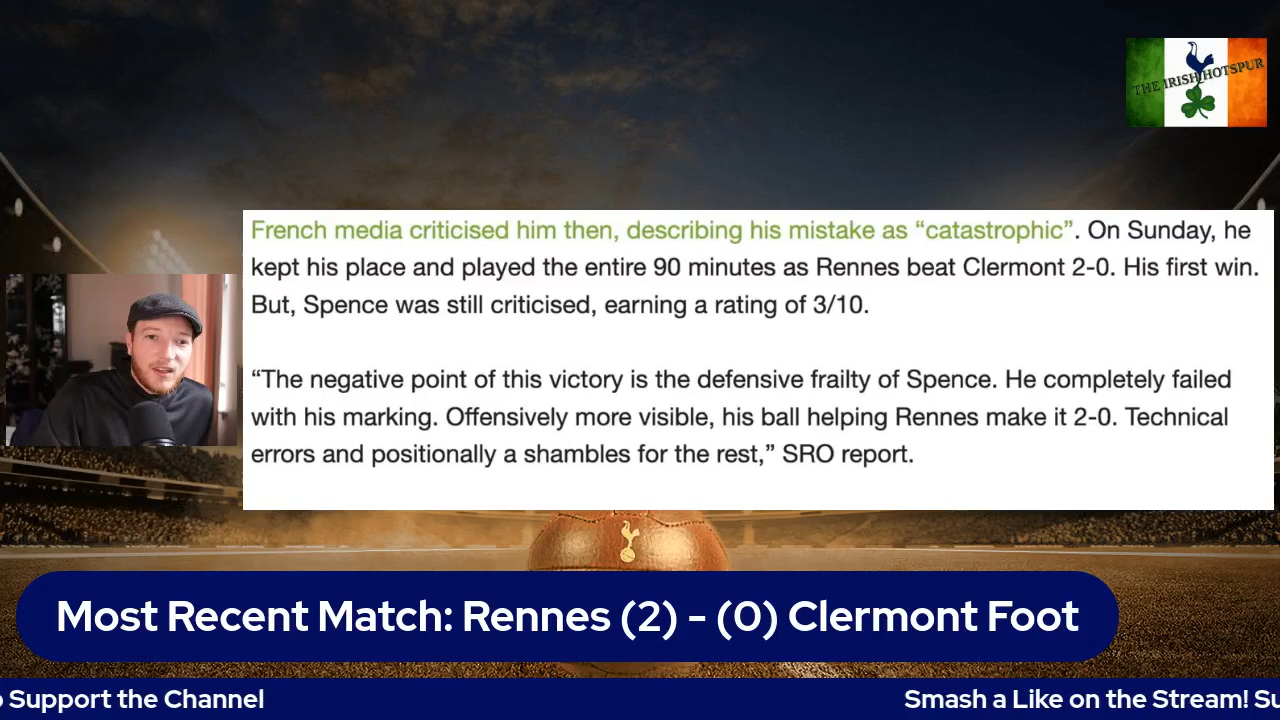 THE IRISH HOTSPUR
French media criticised him then, describing his mistake as “catastrophic”. On Sunday, he
kept his place and played the entire 90 minutes as Rennes beat Clermont 2-0. His first win.
But, Spence was still criticised, earning a rating of 3/10.
“The negative point of this victory is the defensive frailty of Spence. He completely failed
with his marking. Offensively more visible, his ball helping Rennes make it 2-0. Technical
errors and positionally a shambles for the rest,” SRO report.
Most Recent Match: Rennes (2) - (0) Clermont Foot
Support the Channel
Smash a Like on the Stream!